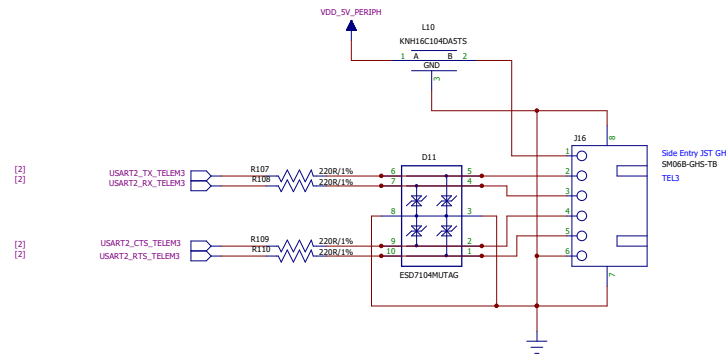 VDD_5V_PERIPH
L10
KNH16C104DA5TS
1 A B 2
GND
3
J16
8
Side Entry JST GH
SM06B-GHS-TB
TEL3
1
2
3
4
5
6
7
D11
[2] USART2_TX_TELEM3 R107 220R/1% 6 5
[2] USART2_RX_TELEM3 R108 220R/1% 7 4
8 3
[2] USART2_CTS_TELEM3 R109 220R/1% 9 2
[2] USART2_RTS_TELEM3 R110 220R/1% 10 1
ESD7104MUTAG